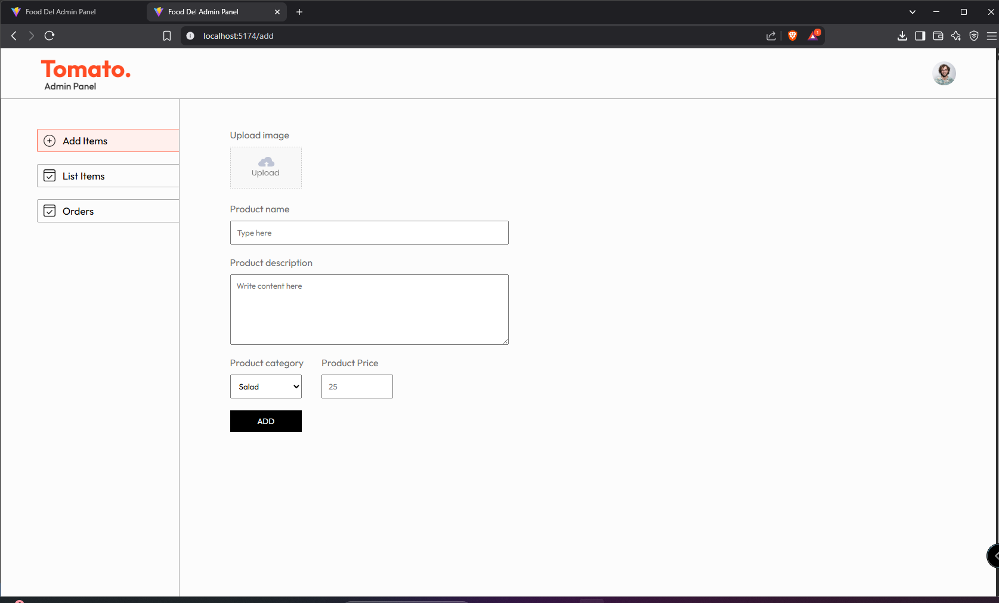 Food Del Admin Panel
Food Del Admin Panel
localhost:5174/add
1
Tomato.
Admin Panel
Add Items
List Items
Orders
Upload image
Upload
Product name
Type here
Product description
Write content here
Product category
Product Price
Salad
25
ADD